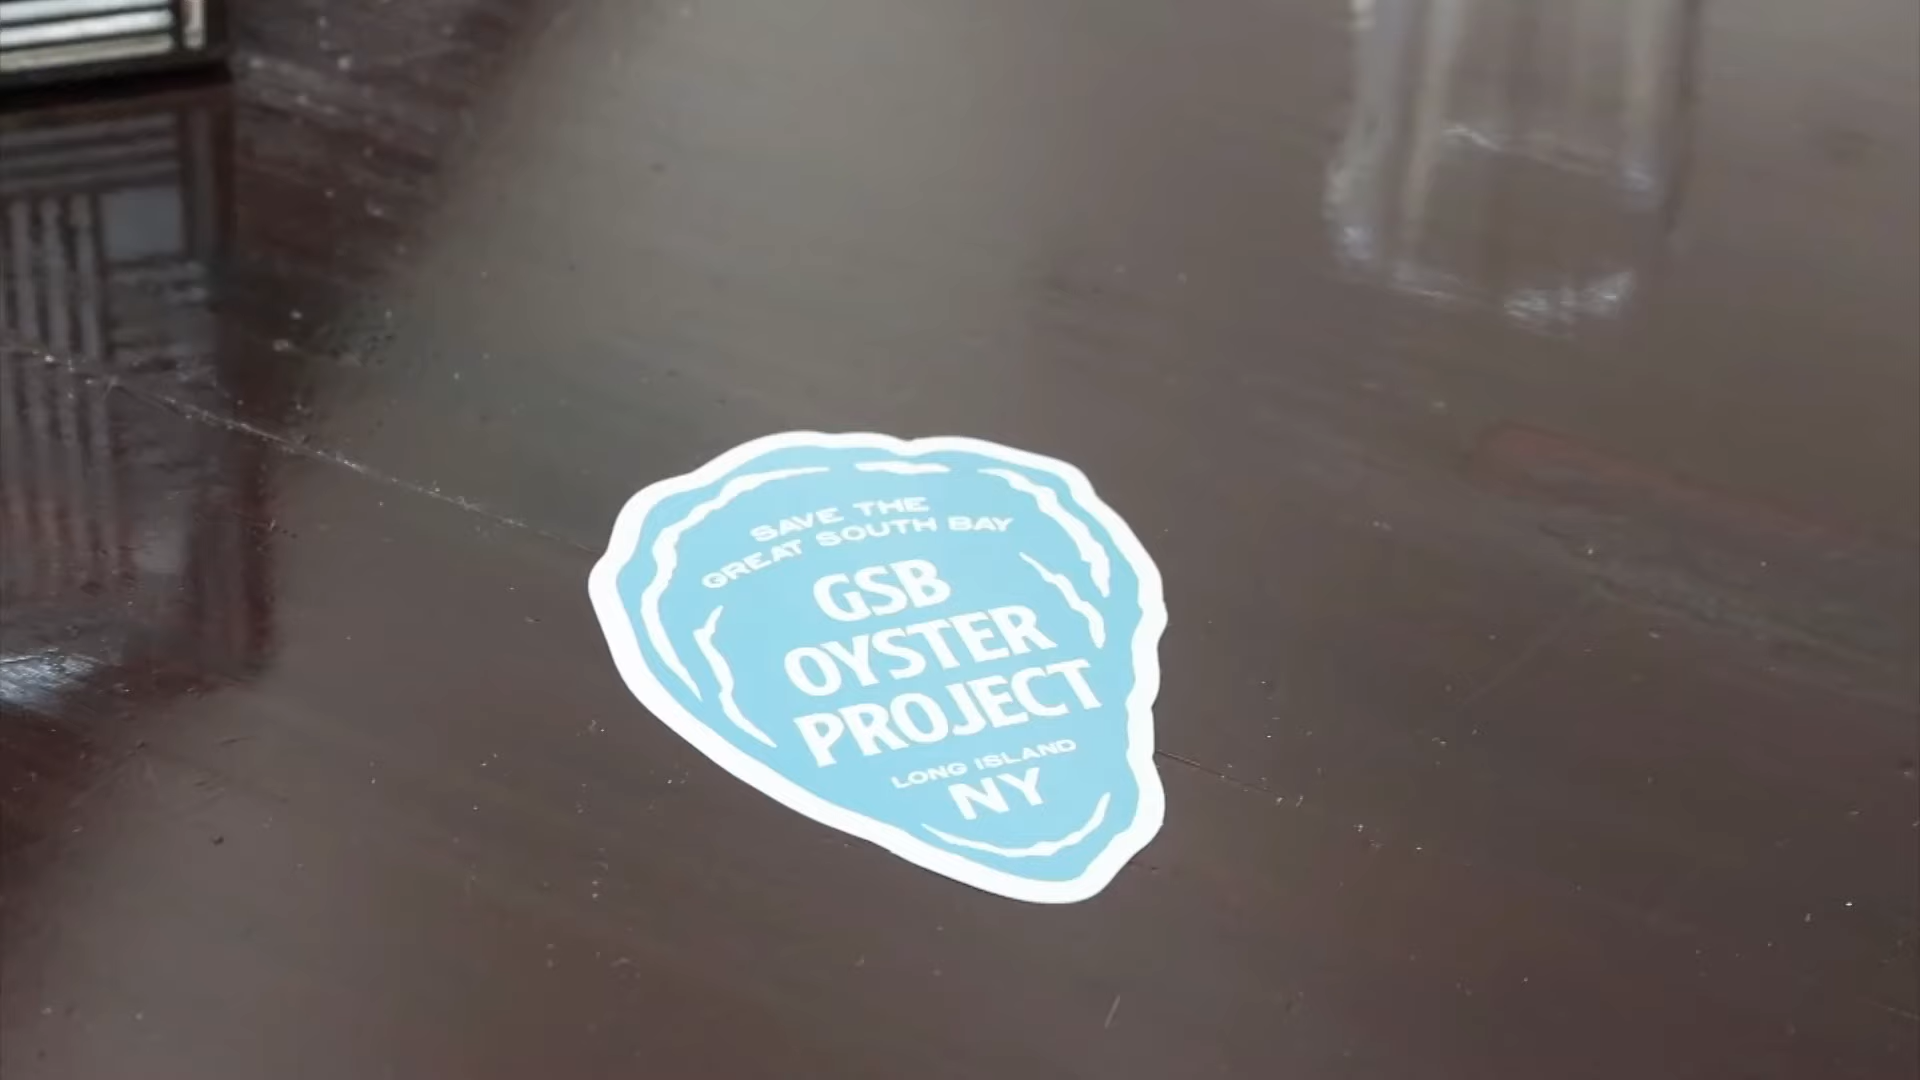 SAVE THE
GREAT SOUTH BAY
GSB
OYSTER
PROJECT
LONG ISLAND
NY